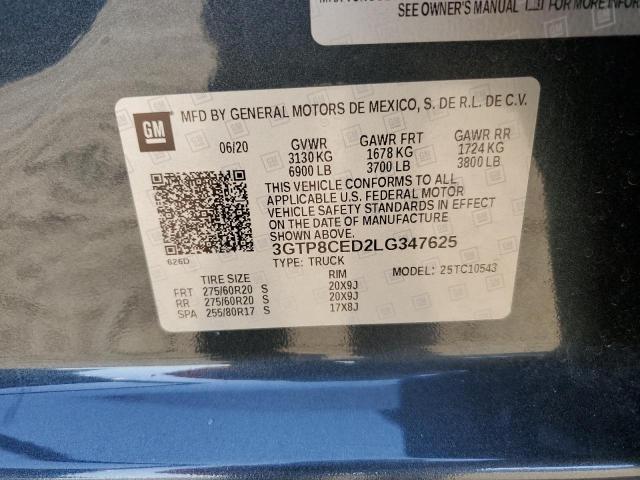 SEE OWNER'S MANUAL FOR MORE INFOR
MFD BY GENERAL MOTORS DE MEXICO, S. DE R.L. DE C.V.
GM
06/20 GVWR GAWR FRT GAWR RR
3130 KG 1678 KG 1724 KG
6900 LB 3700 LB 3800 LB
THIS VEHICLE CONFORMS TO ALL
APPLICABLE U.S. FEDERAL MOTOR
VEHICLE SAFETY STANDARDS IN EFFECT
ON THE DATE OF MANUFACTURE
SHOWN ABOVE.
3GTP8CED2LG347625
626D
TYPE: TRUCK MODEL: 25TC10543
TIRE SIZE RIM
FRT 275/60R20 S 20X9J
RR 275/60R20 S 20X9J
SPA 255/80R17 S 17X8J